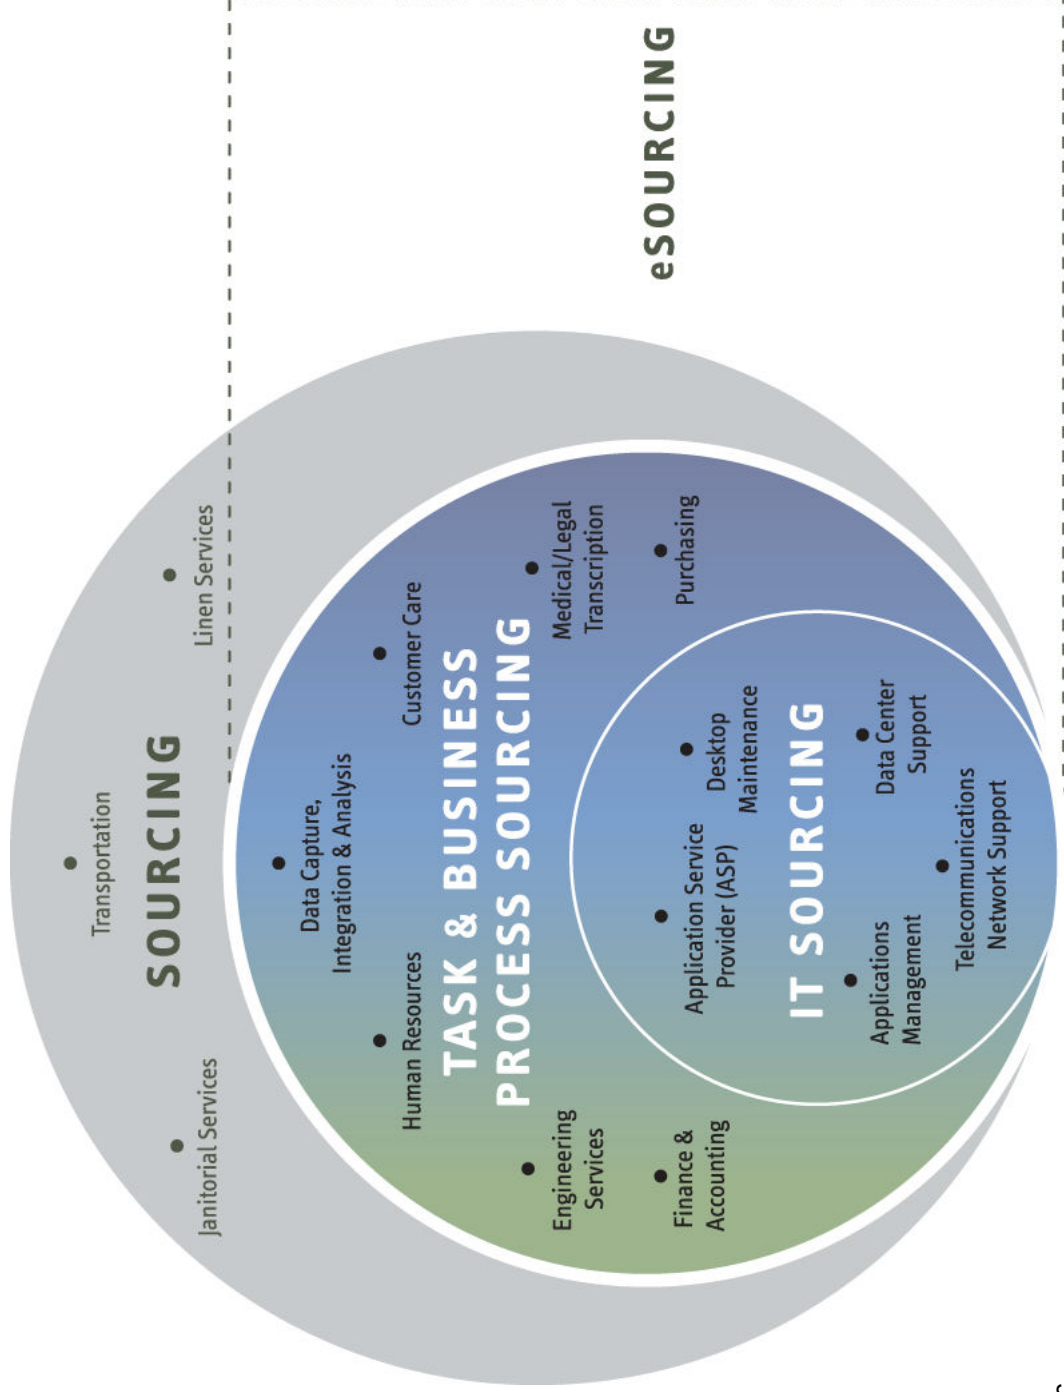 Transportation
SOURCING
Janitorial Services
Linen Services
Data Capture,
Integration & Analysis
Human Resources
Customer Care
TASK & BUSINESS
PROCESS SOURCING
Engineering
Services
Medical/Legal
Transcription
Finance &
Accounting
Purchasing
Application Service
Provider (ASP)
Desktop
Maintenance
IT SOURCING
Applications
Management
Data Center
Support
Telecommunications
Network Support
eSOURCING